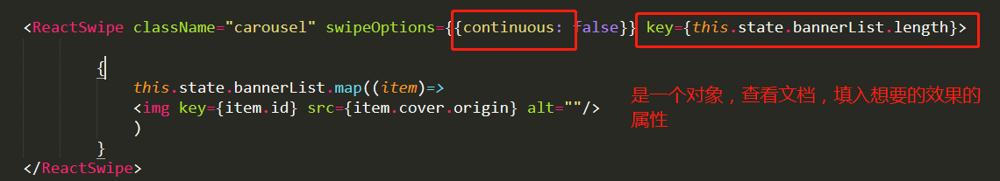 <ReactSwipe className="carousel" swipeOptions={{continuous: false}} key={this.state.bannerList.length}>
{
this.state.bannerList.map((item)=>
<img key={item.id} src={item.cover.origin} alt=""/>
)
}
</ReactSwipe>
是一个对象，查看文档，填入想要的效果的
属性